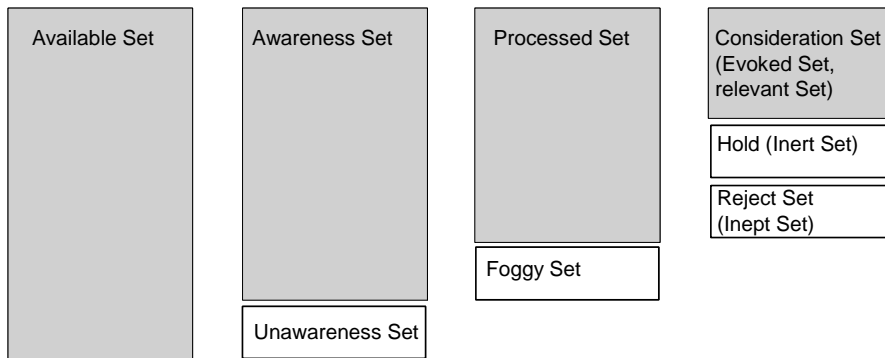 Available Set
Unawareness Set
Awareness Set
Foggy Set
Processed Set
Consideration Set
(Evoked Set,
relevant Set)
Hold (Inert Set)
Reject Set
(Inept Set)